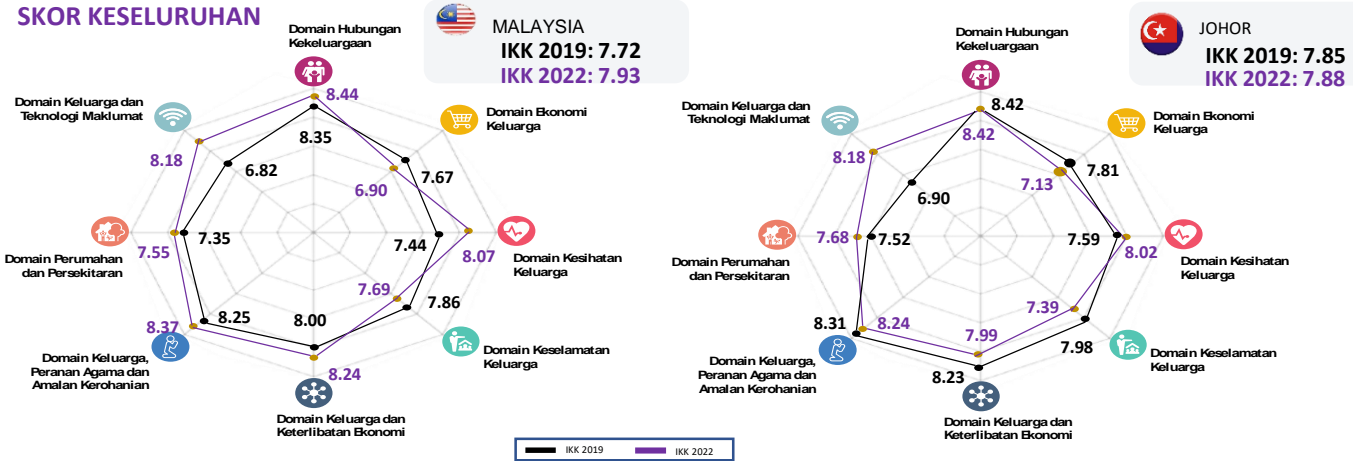 SKOR KESELURUHAN
MALAYSIA
IKK 2019: 7.72
IKK 2022: 7.93
Domain Hubungan
Kekeluargaan
8.44
8.35
Domain Ekonomi
Keluarga
7.67
6.90
Domain Kesihatan
Keluarga
7.44
8.07
Domain Keselamatan
Keluarga
7.86
7.69
Domain Keluarga dan
Keterlibatan Ekonomi
8.00
8.24
Domain Keluarga,
Peranan Agama dan
Amalan Kerohanian
8.25
8.37
Domain Perumahan
dan Persekitaran
7.35
7.55
Domain Keluarga dan
Teknologi Maklumat
6.82
8.18
JOHOR
IKK 2019: 7.85
IKK 2022: 7.88
Domain Hubungan
Kekeluargaan
8.42
8.42
Domain Ekonomi
Keluarga
7.81
7.13
Domain Kesihatan
Keluarga
7.59
8.02
Domain Keselamatan
Keluarga
7.98
7.39
Domain Keluarga dan
Keterlibatan Ekonomi
7.99
8.23
Domain Keluarga,
Peranan Agama dan
Amalan Kerohanian
8.31
8.24
Domain Perumahan
dan Persekitaran
7.52
7.68
Domain Keluarga dan
Teknologi Maklumat
6.90
8.18
IKK 2019
IKK 2022